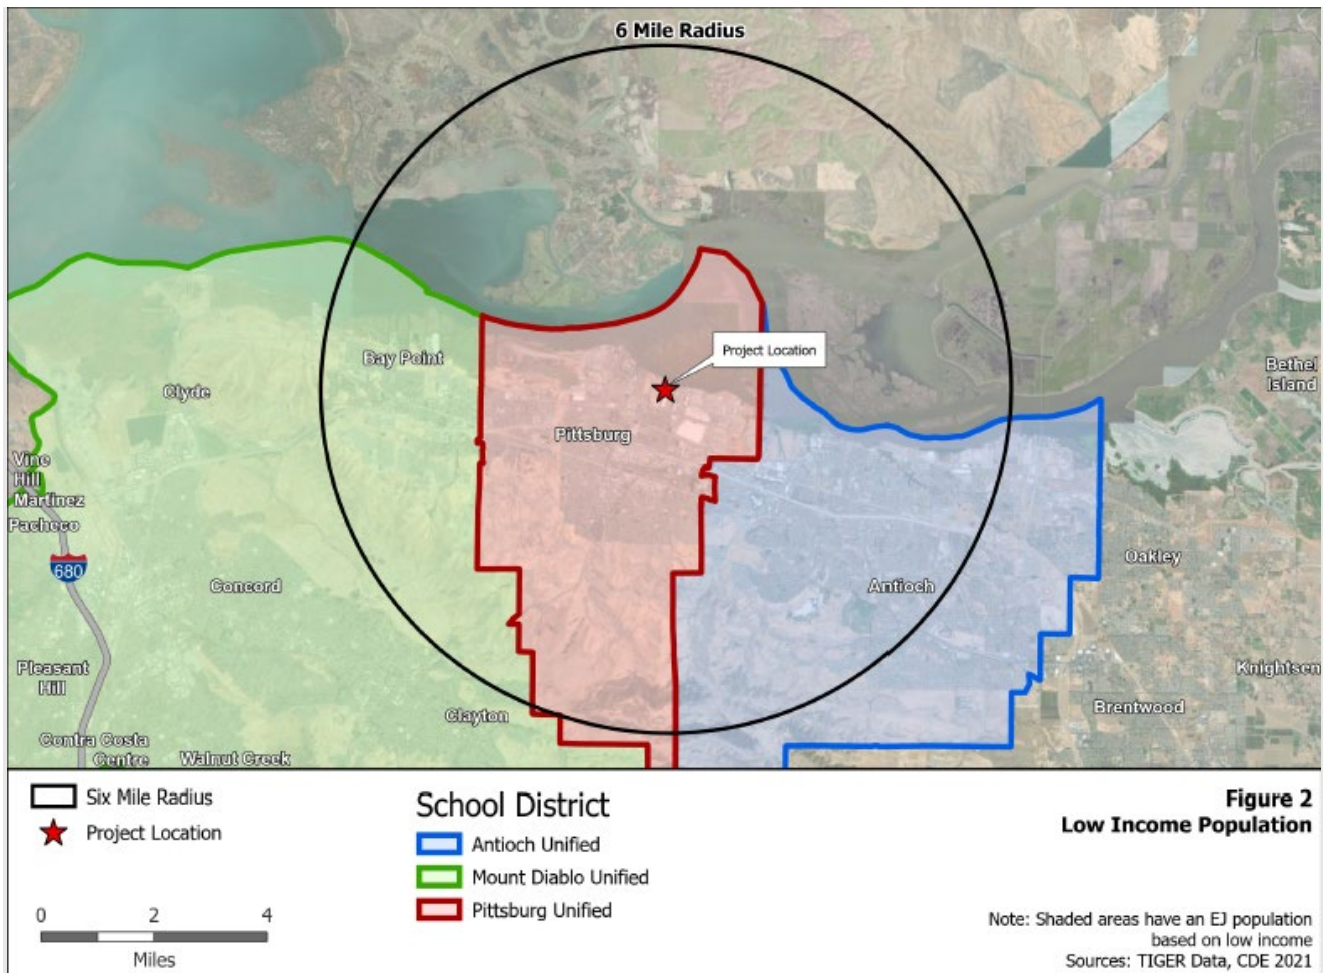 6 Mile Radius
Project Location
Bay Point
Clyde
Bethel
Island
Pittsburg
Vine
Hill
Martinez
Pacheco
680
Concord
Antioch
Oakley
Pleasant
Hill
Knightsen
Clayton
Brentwood
Contra Costa
Centre
Walnut Creek
Six Mile Radius
Project Location
0 2 4
Miles
School District
Antioch Unified
Mount Diablo Unified
Pittsburg Unified
Figure 2
Low Income Population
Note: Shaded areas have an EJ population
based on low income
Sources: TIGER Data, CDE 2021